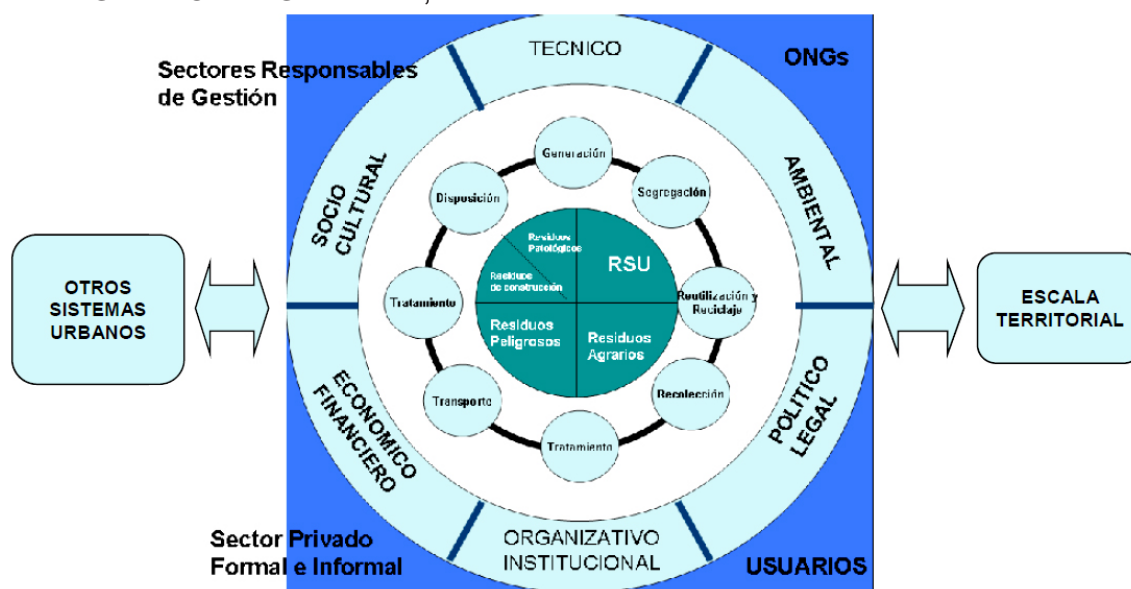 TECNICO
ONGs
Sectores Responsables
de Gestión
Generación
Segregación
Disposición
SOCIO
CULTURAL
AMBIENTAL
Residuos
Patológicos
RSU
Residuos
de construcción
OTROS
SISTEMAS
URBANOS
Tratamiento
Reutilización y
Reciclaje
ESCALA
TERRITORIAL
Residuos
Peligrosos
Residuos
Agrarios
Transporte
Recolección
ECONOMICO
FINANCIERO
POLITICO
LEGAL
Tratamiento
ORGANIZATIVO
INSTITUCIONAL
Sector Privado
Formal e Informal
USUARIOS